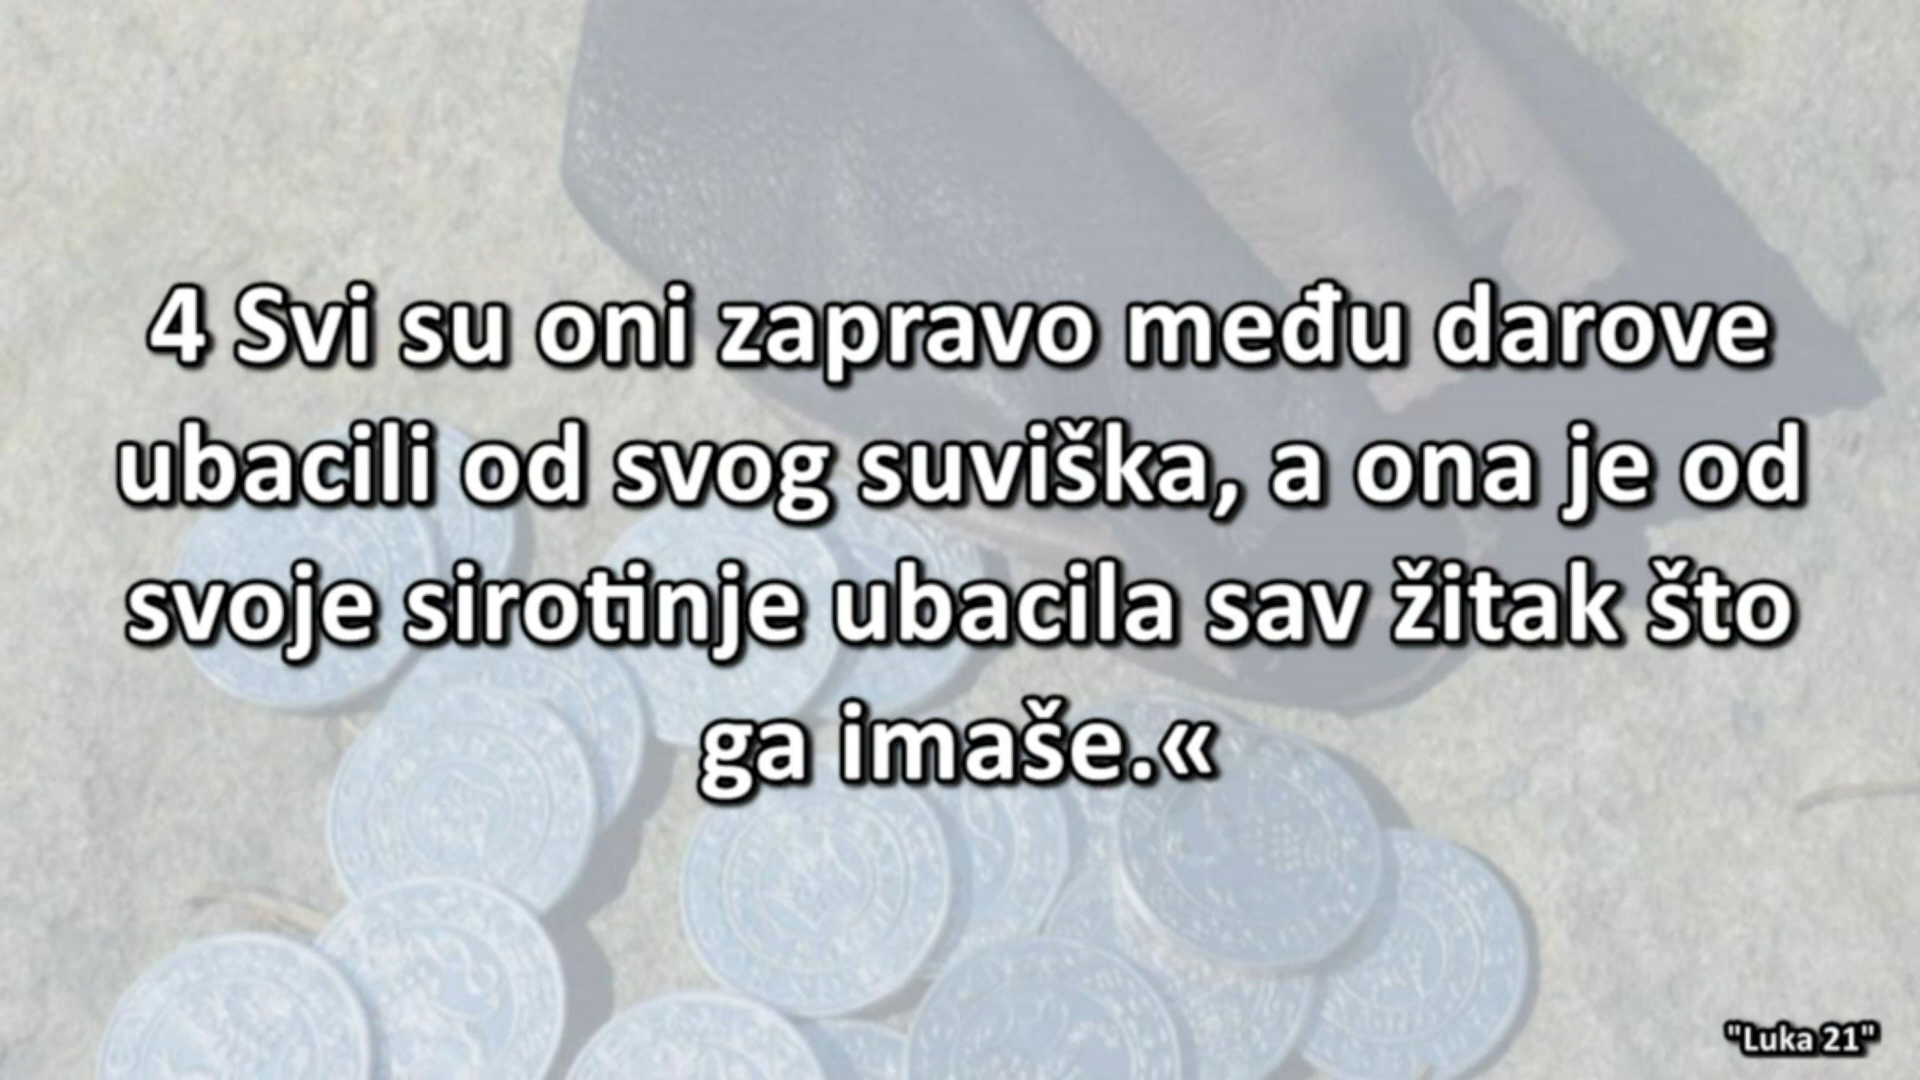 4 Svi su oni zapravo među darove
ubacili od svog suviška, a ona je od
svoje sirotinje ubacila sav žitak što
ga imaše.«
"Luka 21"